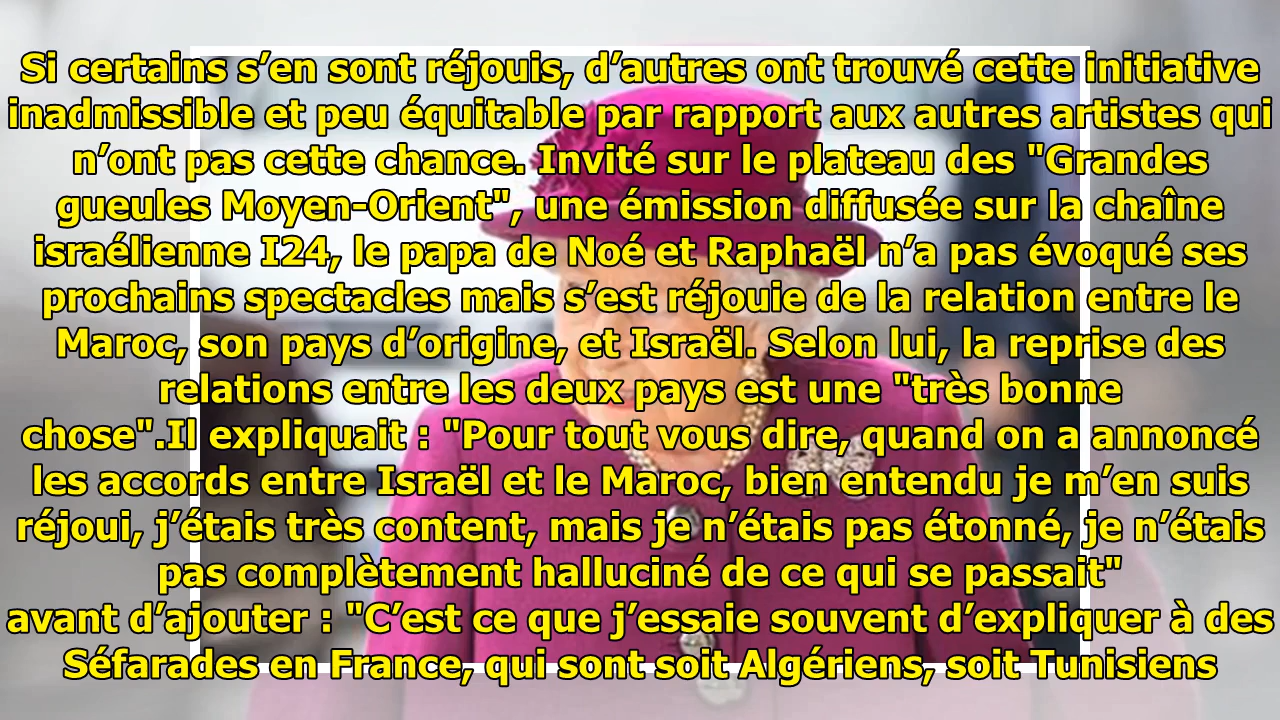 Si certains s’en sont réjouis, d’autres ont trouvé cette initiative
inadmissible et peu équitable par rapport aux autres artistes qui
n’ont pas cette chance. Invité sur le plateau des "Grandes
gueules Moyen-Orient", une émission diffusée sur la chaîne
israélienne I24, le papa de Noé et Raphaël n’a pas évoqué ses
prochains spectacles mais s’est réjouie de la relation entre le
Maroc, son pays d’origine, et Israël. Selon lui, la reprise des
relations entre les deux pays est une "très bonne
chose".Il expliquait : "Pour tout vous dire, quand on a annoncé
les accords entre Israël et le Maroc, bien entendu je m’en suis
réjoui, j’étais très content, mais je n’étais pas étonné, je n’étais
pas complètement halluciné de ce qui se passait"
avant d’ajouter : "C’est ce que j’essaie souvent d’expliquer à des
Séfarades en France, qui sont soit Algériens, soit Tunisiens